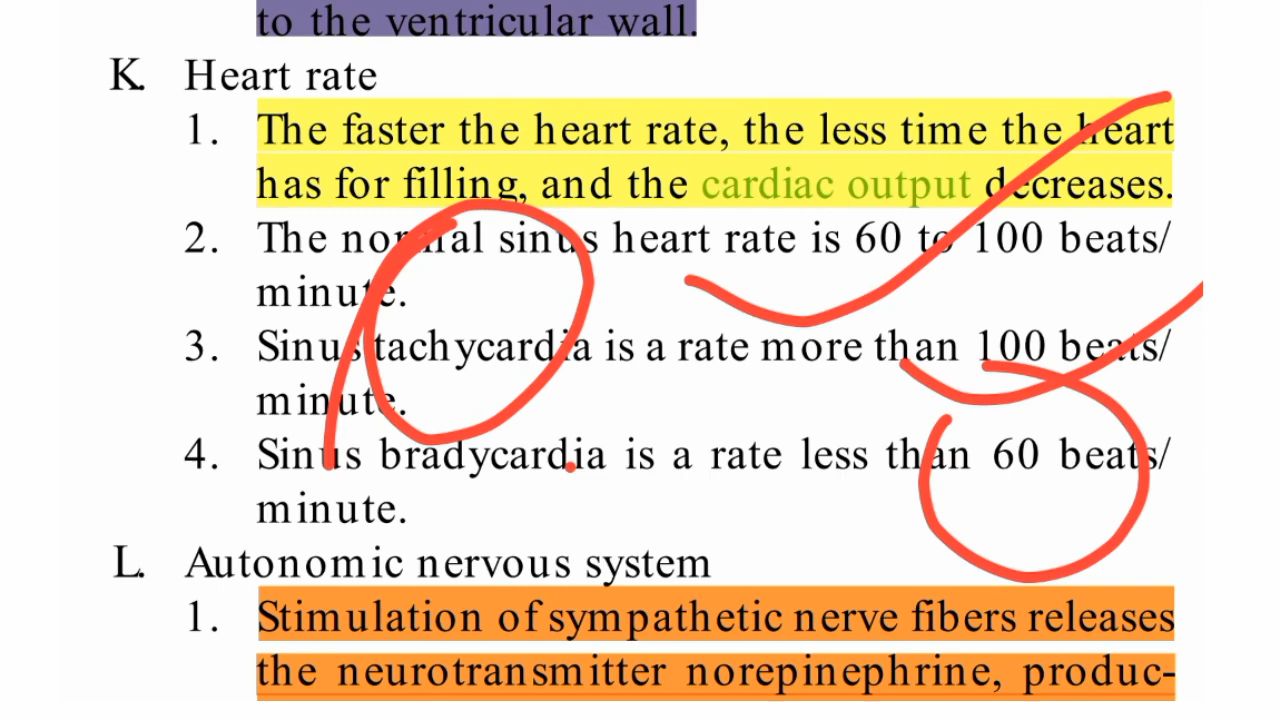 to the ventricular wall.
K. Heart rate
1. The faster the heart rate, the less time the heart
has for filling, and the cardiac output decreases.
2. The normal sinus heart rate is 60 to 100 beats/
minute.
3. Sinus tachycardia is a rate more than 100 beats/
minute.
4. Sinus bradycardia is a rate less than 60 beats/
minute.
L. Autonomic nervous system
1. Stimulation of sympathetic nerve fibers releases
the neurotransmitter norepinephrine, produc-